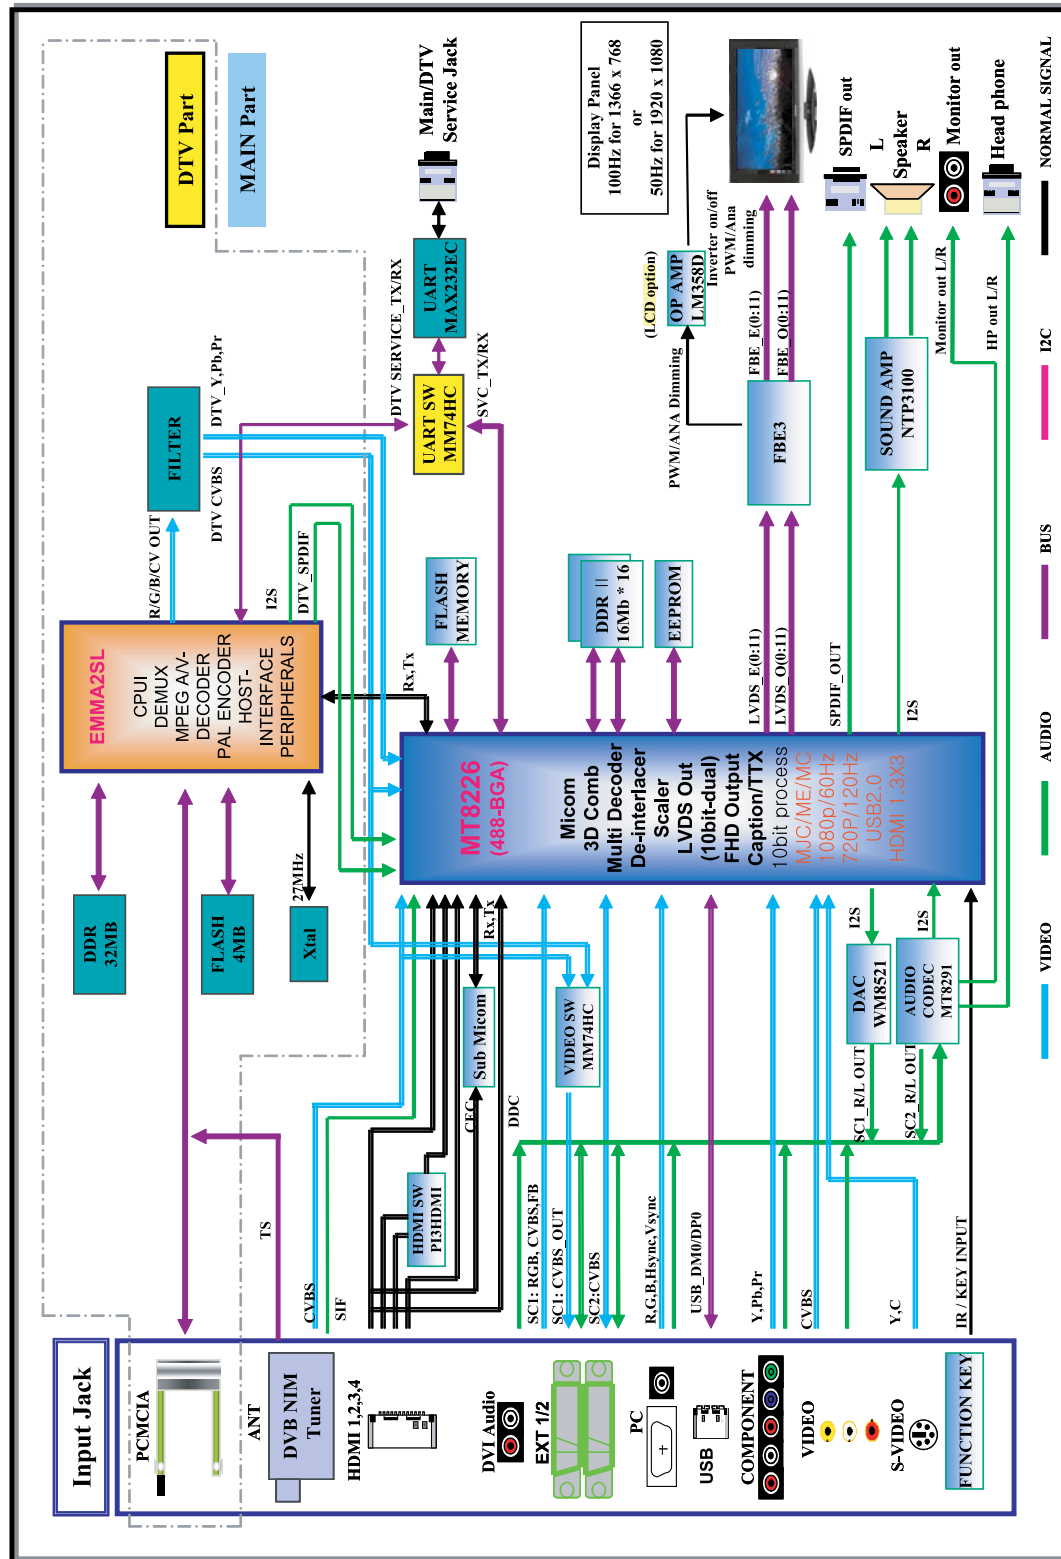 Input Jack
PCMCIA
ANT
DVB NIM
Tuner
HDMI 1,2,3,4
DVI Audio
EXT 1/2
PC
USB
COMPONENT
VIDEO
S-VIDEO
FUNCTION KEY
TS
CVBS
SIF
HDMI SW
PI3HDMI
CEC
DDC
SC1: RGB, CVBS,FB
SC1: CVBS_OUT
SC2:CVBS
R,G,B,Hsync,Vsync
USB_DM0/DP0
Y,Pb,Pr
CVBS
Y,C
IR / KEY INPUT
DDR
32MB
FLASH
4MB
27MHz
Xtal
Rx,Tx
Sub Micom
VIDEO SW
MM74HC
I2S
DAC
WM8521
SC1_R/L OUT
I2S
AUDIO
CODEC
MT8291
SC2_R/L OUT
EMMA2SL
CPUI
DEMUX
MPEG A/V-
DECODER
PAL ENCODER
HOST-
INTERFACE
PERIPHERALS
MT8226
(488-BGA)
Micom
3D Comb
Multi Decoder
De-interlacer
Scaler
LVDS Out
(10bit-dual)
FHD Output
Caption/TTX
10bit process
MJC/ME/MC
1080p/60Hz
720P/120Hz
USB2.0
HDMI 1.3X3
R/G/B/CV OUT
FILTER
DTV CVBS
DTV_Y,Pb,Pr
I2S
DTV_SPDIF
Rx,Tx
FLASH
MEMORY
DDR II
16Mb * 16
EEPROM
LVDS_E(0:11)
LVDS_O(0:11)
SPDIF_OUT
I2S
DTV SERVICE_TX/RX
UART SW
MM74HC
SVC_TX/RX
UART
MAX232EC
Main/DTV
Service Jack
DTV Part
MAIN Part
PWM/ANA Dimming
FBE3
FBE_E(0:11)
FBE_O(0:11)
(LCD option)
OP AMP
LM358D
Inverter on/off
PWM/Ana
dimming
Display Panel
100Hz for 1366 x 768
or
50Hz for 1920 x 1080
SOUND AMP
NTP3100
Monitor out L/R
HP out L/R
SPDIF out
L
Speaker
R
Monitor out
Head phone
VIDEO
AUDIO
BUS
I2C
NORMAL SIGNAL